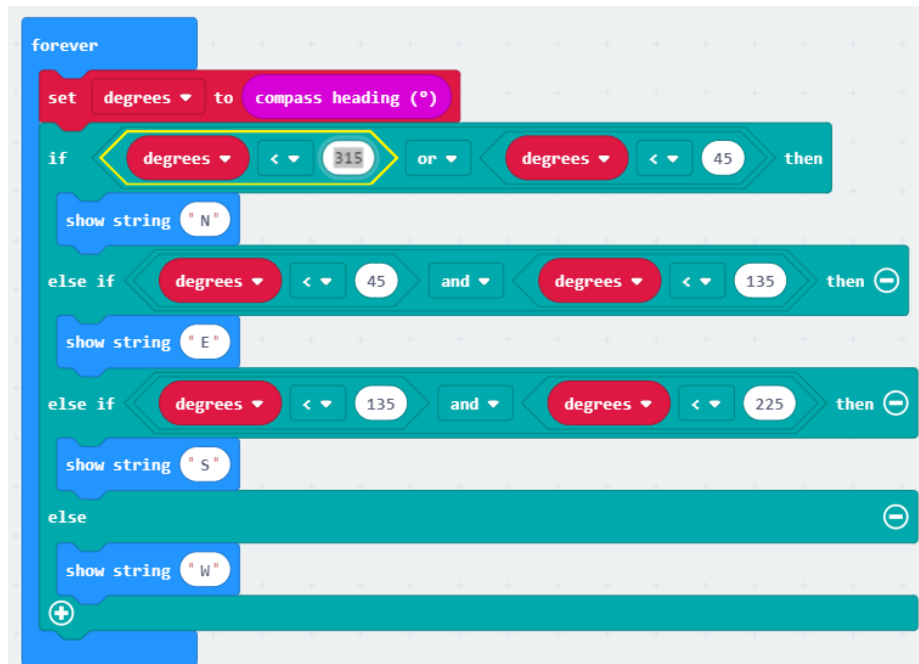 forever
set degrees to compass heading (°)
if degrees < 315 or degrees < 45 then
show string "N"
else if degrees < 45 and degrees < 135 then
show string "E"
else if degrees < 135 and degrees < 225 then
show string "S"
else
show string "W"